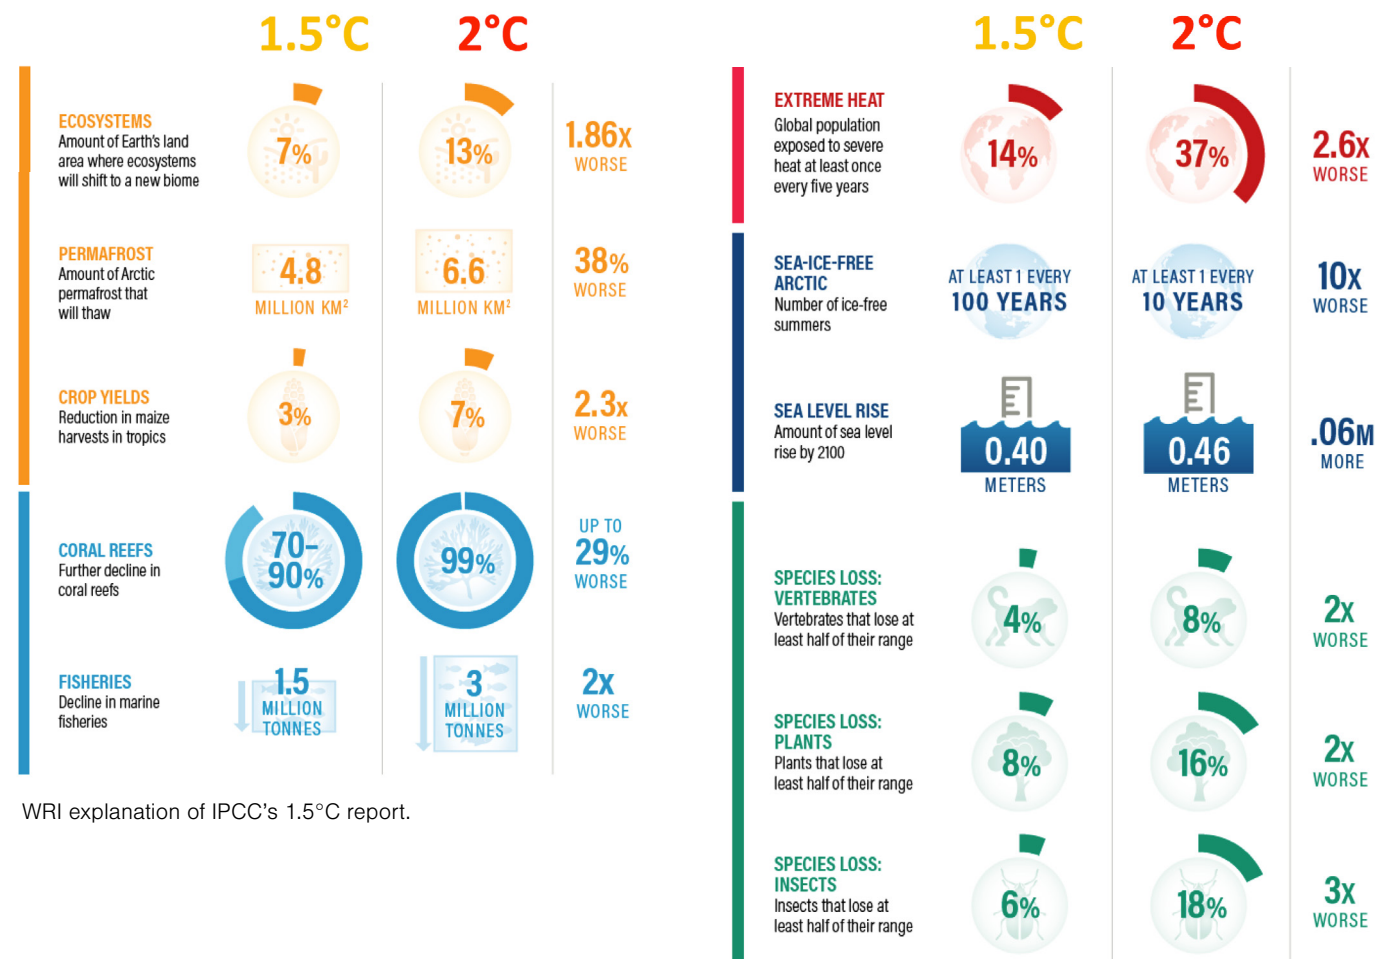 1.5°C
2°C
ECOSYSTEMS
Amount of Earth's land
area where ecosystems
will shift to a new biome
7%
13%
1.86x
WORSE
PERMAFROST
Amount of Arctic
permafrost that
will thaw
4.8
MILLION KM²
6.6
MILLION KM²
38%
WORSE
CROP YIELDS
Reduction in maize
harvests in tropics
3%
7%
2.3x
WORSE
CORAL REEFS
Further decline in
coral reefs
70–
90%
99%
UP TO
29%
WORSE
FISHERIES
Decline in marine
fisheries
1.5
MILLION
TONNES
3
MILLION
TONNES
2x
WORSE
WRI explanation of IPCC's 1.5°C report.
1.5°C
2°C
EXTREME HEAT
Global population
exposed to severe
heat at least once
every five years
14%
37%
2.6x
WORSE
SEA-ICE-FREE
ARCTIC
Number of ice-free
summers
AT LEAST 1 EVERY
100 YEARS
AT LEAST 1 EVERY
10 YEARS
10x
WORSE
SEA LEVEL RISE
Amount of sea level
rise by 2100
0.40
METERS
0.46
METERS
.06M
MORE
SPECIES LOSS:
VERTEBRATES
Vertebrates that lose at
least half of their range
4%
8%
2x
WORSE
SPECIES LOSS:
PLANTS
Plants that lose at
least half of their range
8%
16%
2x
WORSE
SPECIES LOSS:
INSECTS
Insects that lose at
least half of their range
6%
18%
3x
WORSE